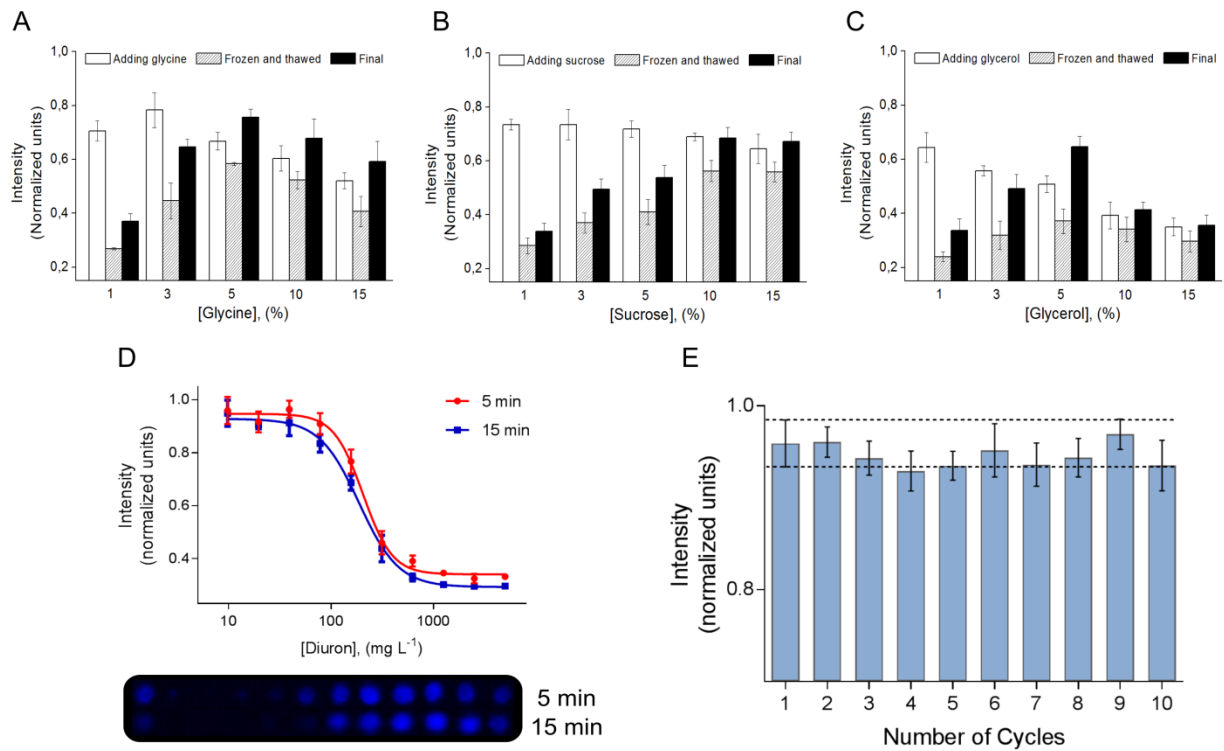 A
Adding glycine Frozen and thawed Final
1,0
0,8
0,6
0,4
0,2
Intensity
(Normalized units)
1 3 5 10 15
[Glycine], (%)
B
Adding sucrose Frozen and thawed Final
1,0
0,8
0,6
0,4
0,2
Intensity
(Normalized units)
1 3 5 10 15
[Sucrose], (%)
C
Adding glycerol Frozen and thawed Final
1,0
0,8
0,6
0,4
0,2
Intensity
(Normalized units)
1 3 5 10 15
[Glycerol], (%)
D
1.0
0.8
0.6
0.4
Intensity
(normalized units)
5 min
15 min
10 100 1000
[Diuron], (mg L⁻¹)
5 min
15 min
E
1.0
0.8
Intensity
(normalized units)
1 2 3 4 5 6 7 8 9 10
Number of Cycles